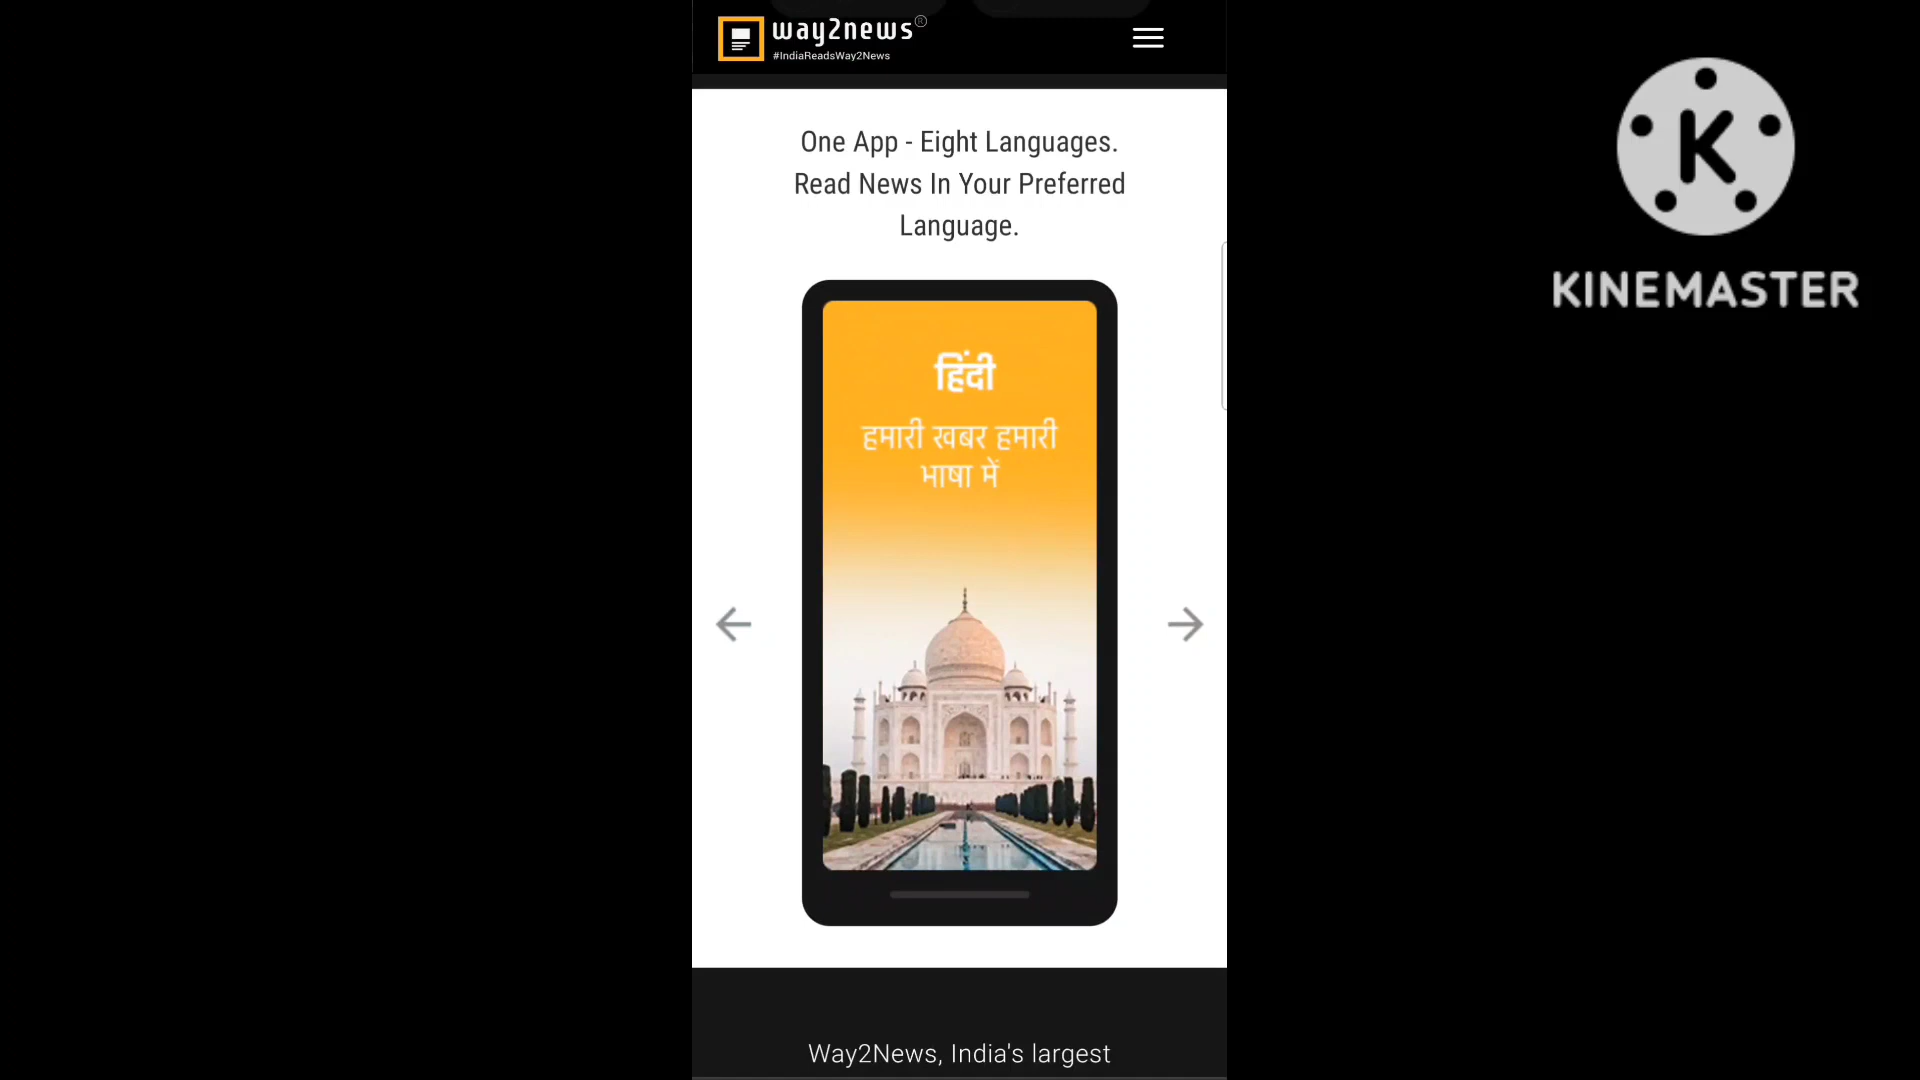 way2news®
#IndiaReadsWay2News
One App - Eight Languages.
Read News In Your Preferred
Language.
हिंदी
हमारी खबर हमारी
भाषा में
Way2News, India's largest
K
KINEMASTER